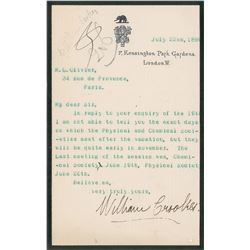 July 22nd, 189
7, Kensington Park Gardens,
London. W.
M. L. Olivier,
34 rue de Provence,
Paris.
My dear Sir,
In reply to your enquiry of the 19th
I am not able to tell you the exact days
on which the Physical and Chemical Soci-
eties meet after the vacation, but they
will be quite early in november. The
last meeting of the session was, Chemi-
cal Society, June 18th, Physical Society
June 26th.
Believe me,
very truly yours,
William Crookes.